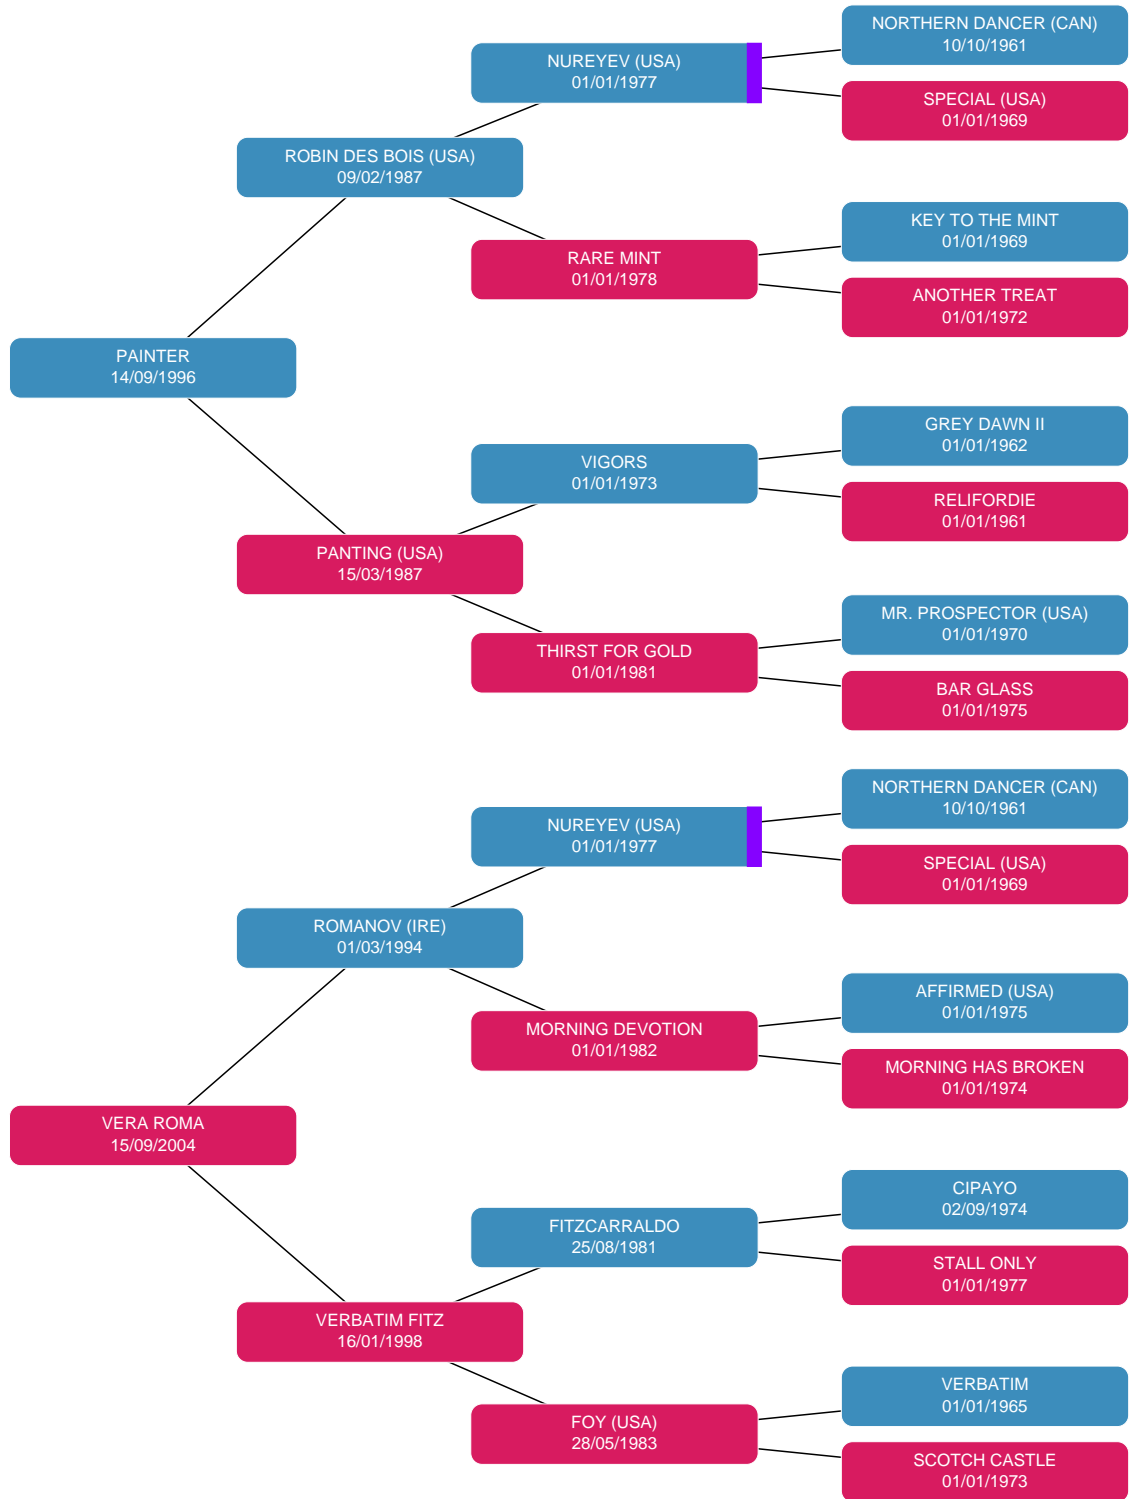 NORTHERN DANCER (CAN)
10/10/1961
NUREYEV (USA)
01/01/1977
SPECIAL (USA)
01/01/1969
ROBIN DES BOIS (USA)
09/02/1987
KEY TO THE MINT
01/01/1969
RARE MINT
01/01/1978
ANOTHER TREAT
01/01/1972
PAINTER
14/09/1996
GREY DAWN II
01/01/1962
VIGORS
01/01/1973
RELIFORDIE
01/01/1961
PANTING (USA)
15/03/1987
MR. PROSPECTOR (USA)
01/01/1970
THIRST FOR GOLD
01/01/1981
BAR GLASS
01/01/1975
NORTHERN DANCER (CAN)
10/10/1961
NUREYEV (USA)
01/01/1977
SPECIAL (USA)
01/01/1969
ROMANOV (IRE)
01/03/1994
AFFIRMED (USA)
01/01/1975
MORNING DEVOTION
01/01/1982
MORNING HAS BROKEN
01/01/1974
VERA ROMA
15/09/2004
CIPAYO
02/09/1974
FITZCARRALDO
25/08/1981
STALL ONLY
01/01/1977
VERBATIM FITZ
16/01/1998
VERBATIM
01/01/1965
FOY (USA)
28/05/1983
SCOTCH CASTLE
01/01/1973